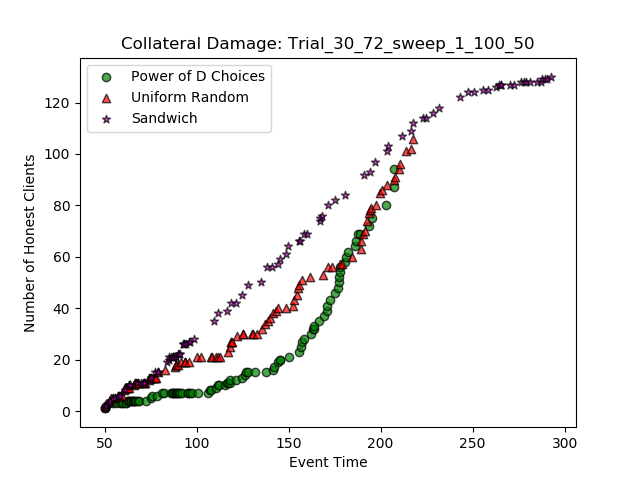 Collateral Damage: Trial_30_72_sweep_1_100_50
Power of D Choices
Uniform Random
Sandwich
Number of Honest Clients
120
100
80
60
40
20
0
50
100
150
200
250
300
Event Time